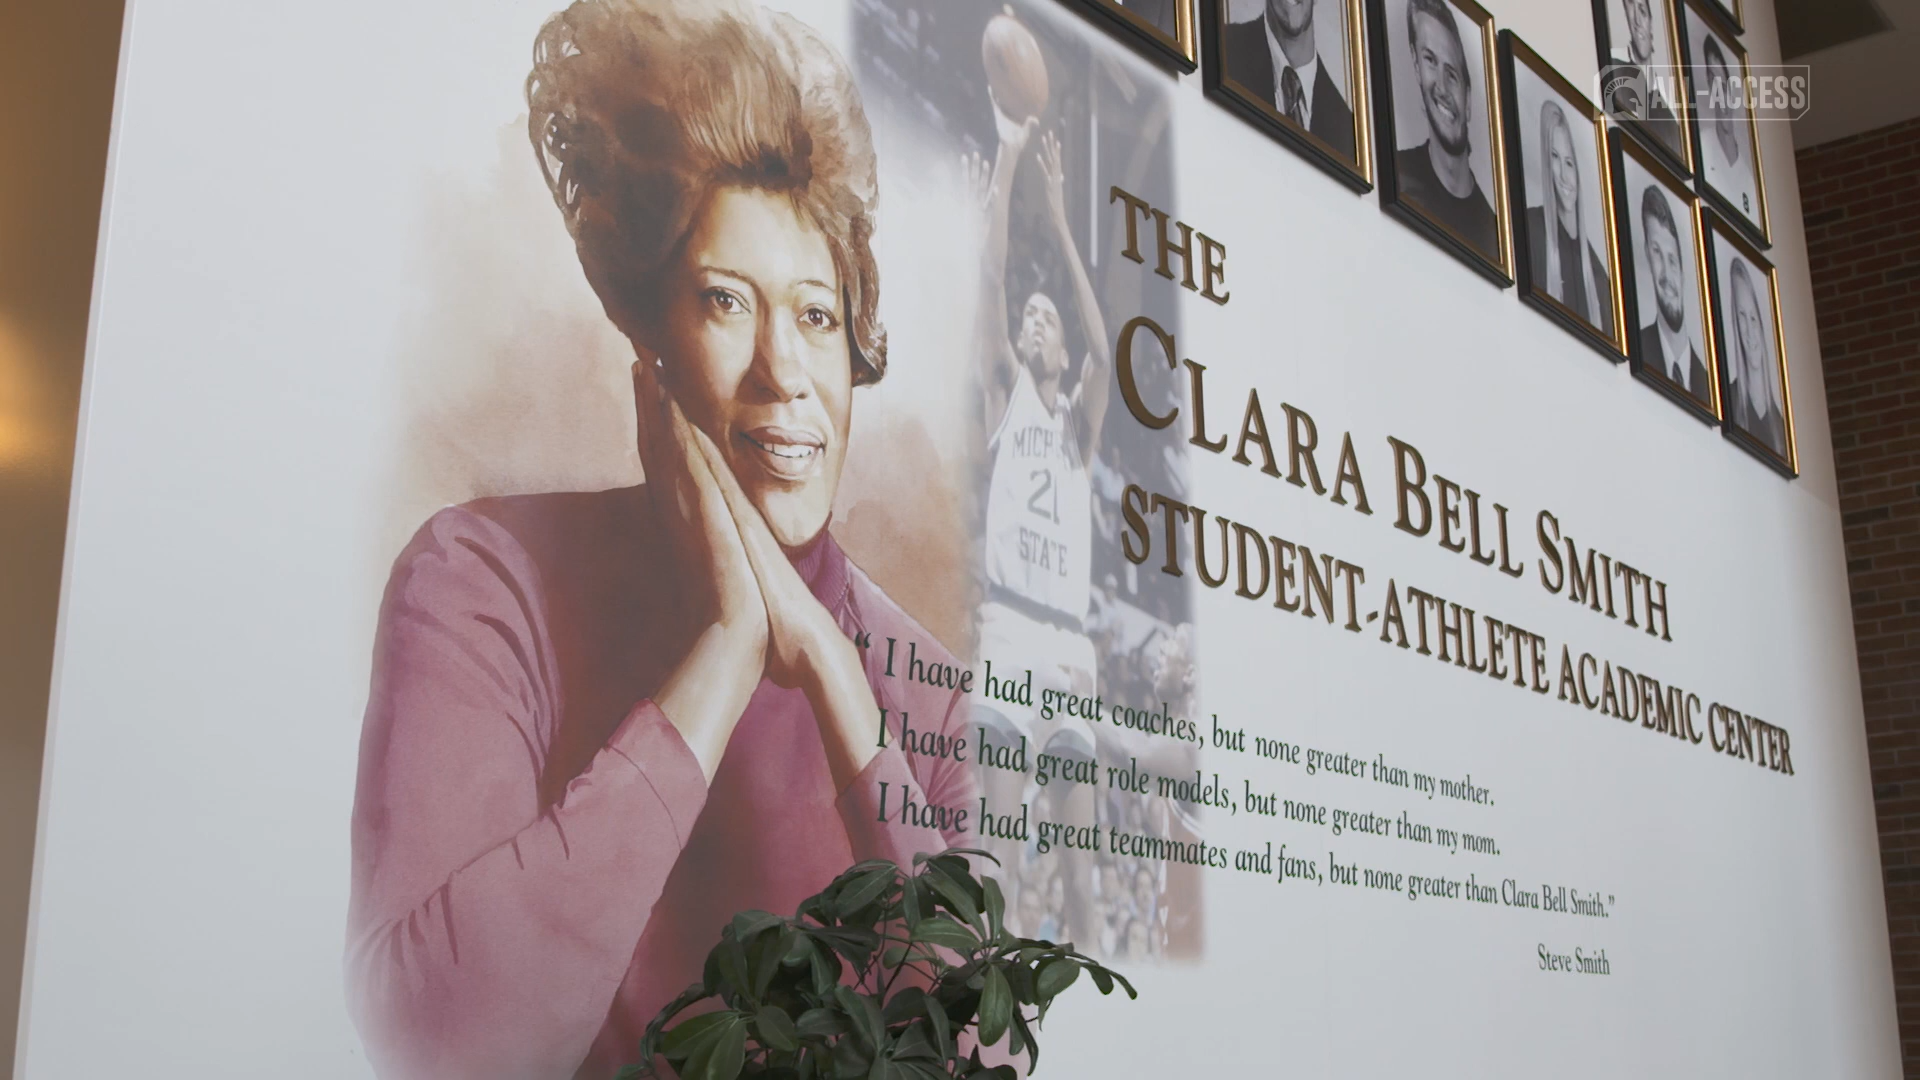 ALL-ACCESS
THE
CLARA BELL SMITH
STUDENT-ATHLETE ACADEMIC CENTER
MICH
21
STATE
“ I have had great coaches, but none greater than my mother.
I have had great role models, but none greater than my mom.
I have had great teammates and fans, but none greater than Clara Bell Smith.”
Steve Smith